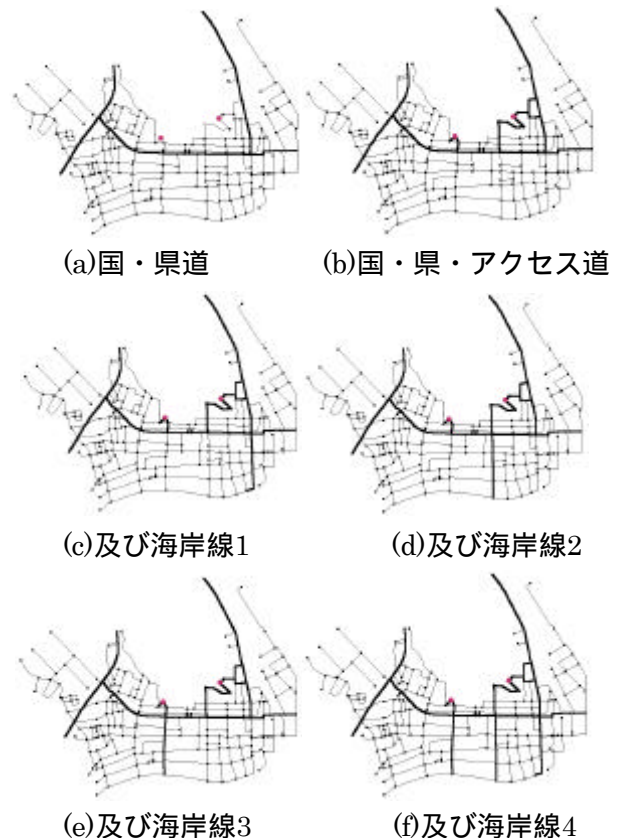 (a)国・県道
(b)国・県・アクセス道
(c)及び海岸線1
(d)及び海岸線2
(e)及び海岸線3
(f)及び海岸線4